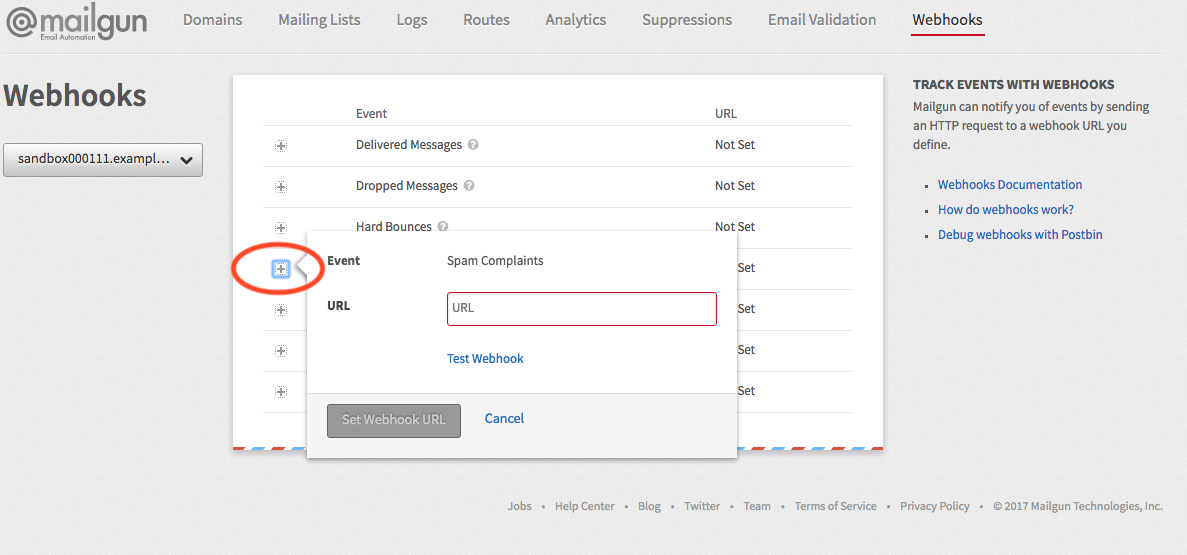 @mailgun
Email Automation
Domains
Mailing Lists
Logs
Routes
Analytics
Suppressions
Email Validation
Webhooks
Webhooks
sandbox000111.exampl...
Event URL
Delivered Messages ? Not Set
Dropped Messages ? Not Set
Hard Bounces ? Not Set
Set
Set
Set
Set
Event Spam Complaints
URL URL
Test Webhook
Set Webhook URL Cancel
TRACK EVENTS WITH WEBHOOKS
Mailgun can notify you of events by sending
an HTTP request to a webhook URL you
define.
Webhooks Documentation
How do webhooks work?
Debug webhooks with Postbin
Jobs • Help Center • Blog • Twitter • Team • Terms of Service • Privacy Policy • © 2017 Mailgun Technologies, Inc.